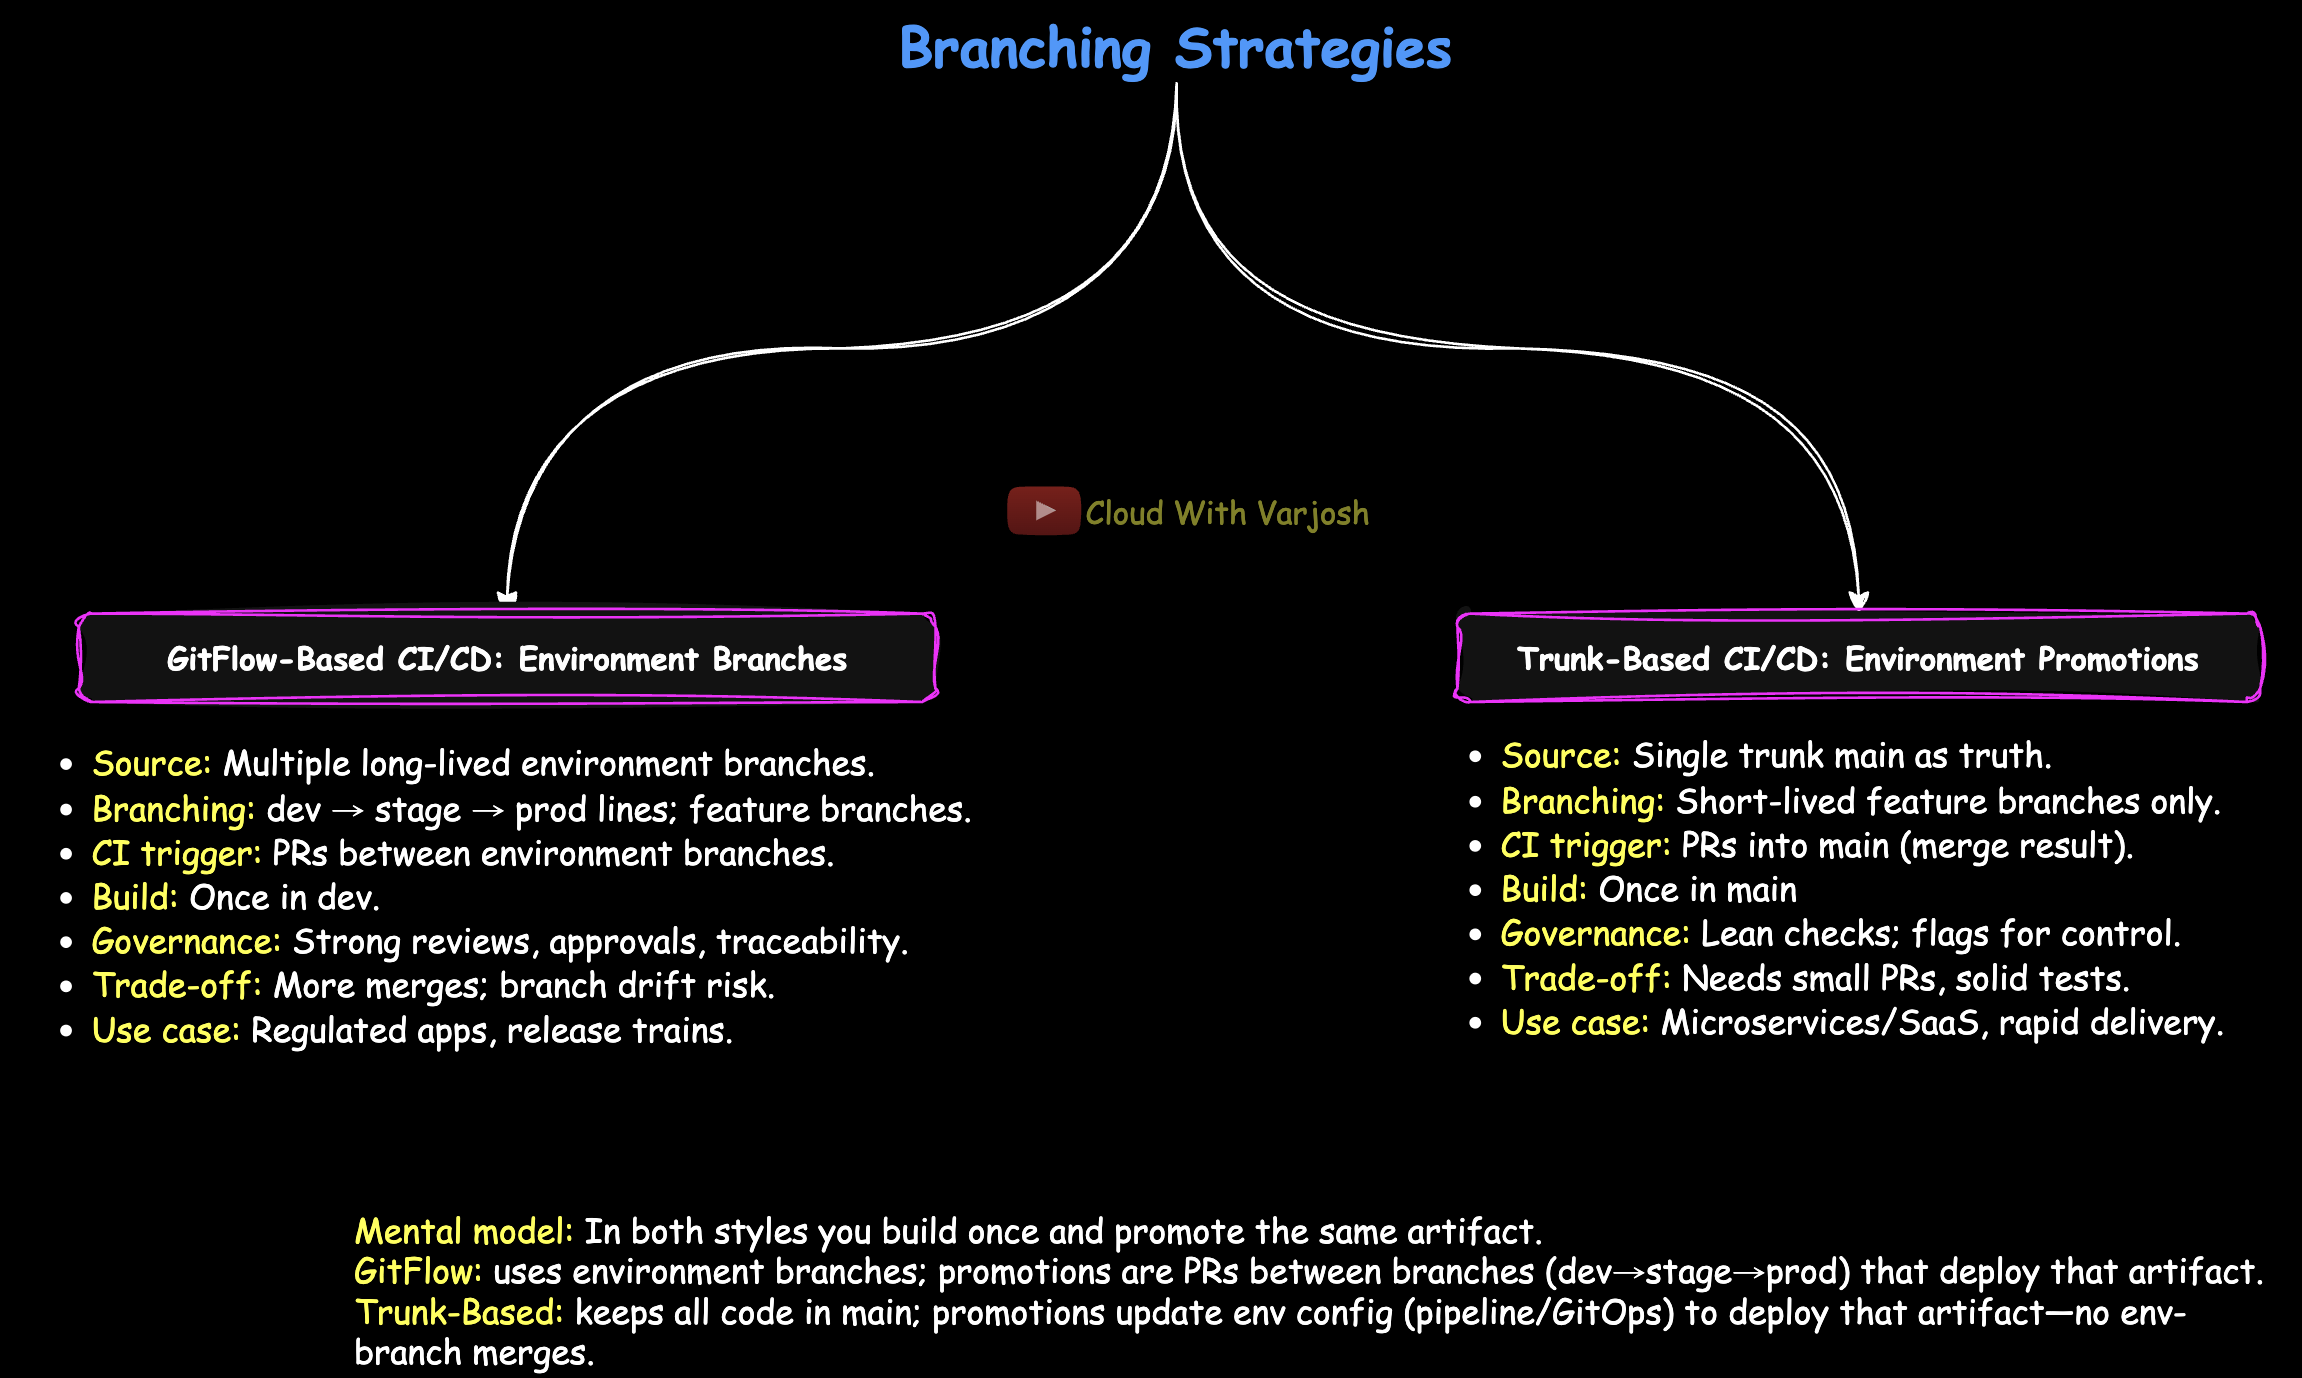 Branching Strategies
Cloud With Varjosh
GitFlow-Based CI/CD: Environment Branches
• Source: Multiple long-lived environment branches.
• Branching: dev → stage → prod lines; feature branches.
• CI trigger: PRs between environment branches.
• Build: Once in dev.
• Governance: Strong reviews, approvals, traceability.
• Trade-off: More merges; branch drift risk.
• Use case: Regulated apps, release trains.
Trunk-Based CI/CD: Environment Promotions
• Source: Single trunk main as truth.
• Branching: Short-lived feature branches only.
• CI trigger: PRs into main (merge result).
• Build: Once in main
• Governance: Lean checks; flags for control.
• Trade-off: Needs small PRs, solid tests.
• Use case: Microservices/SaaS, rapid delivery.
Mental model: In both styles you build once and promote the same artifact.
GitFlow: uses environment branches; promotions are PRs between branches (dev→stage→prod) that deploy that artifact.
Trunk-Based: keeps all code in main; promotions update env config (pipeline/GitOps) to deploy that artifact—no env-
branch merges.